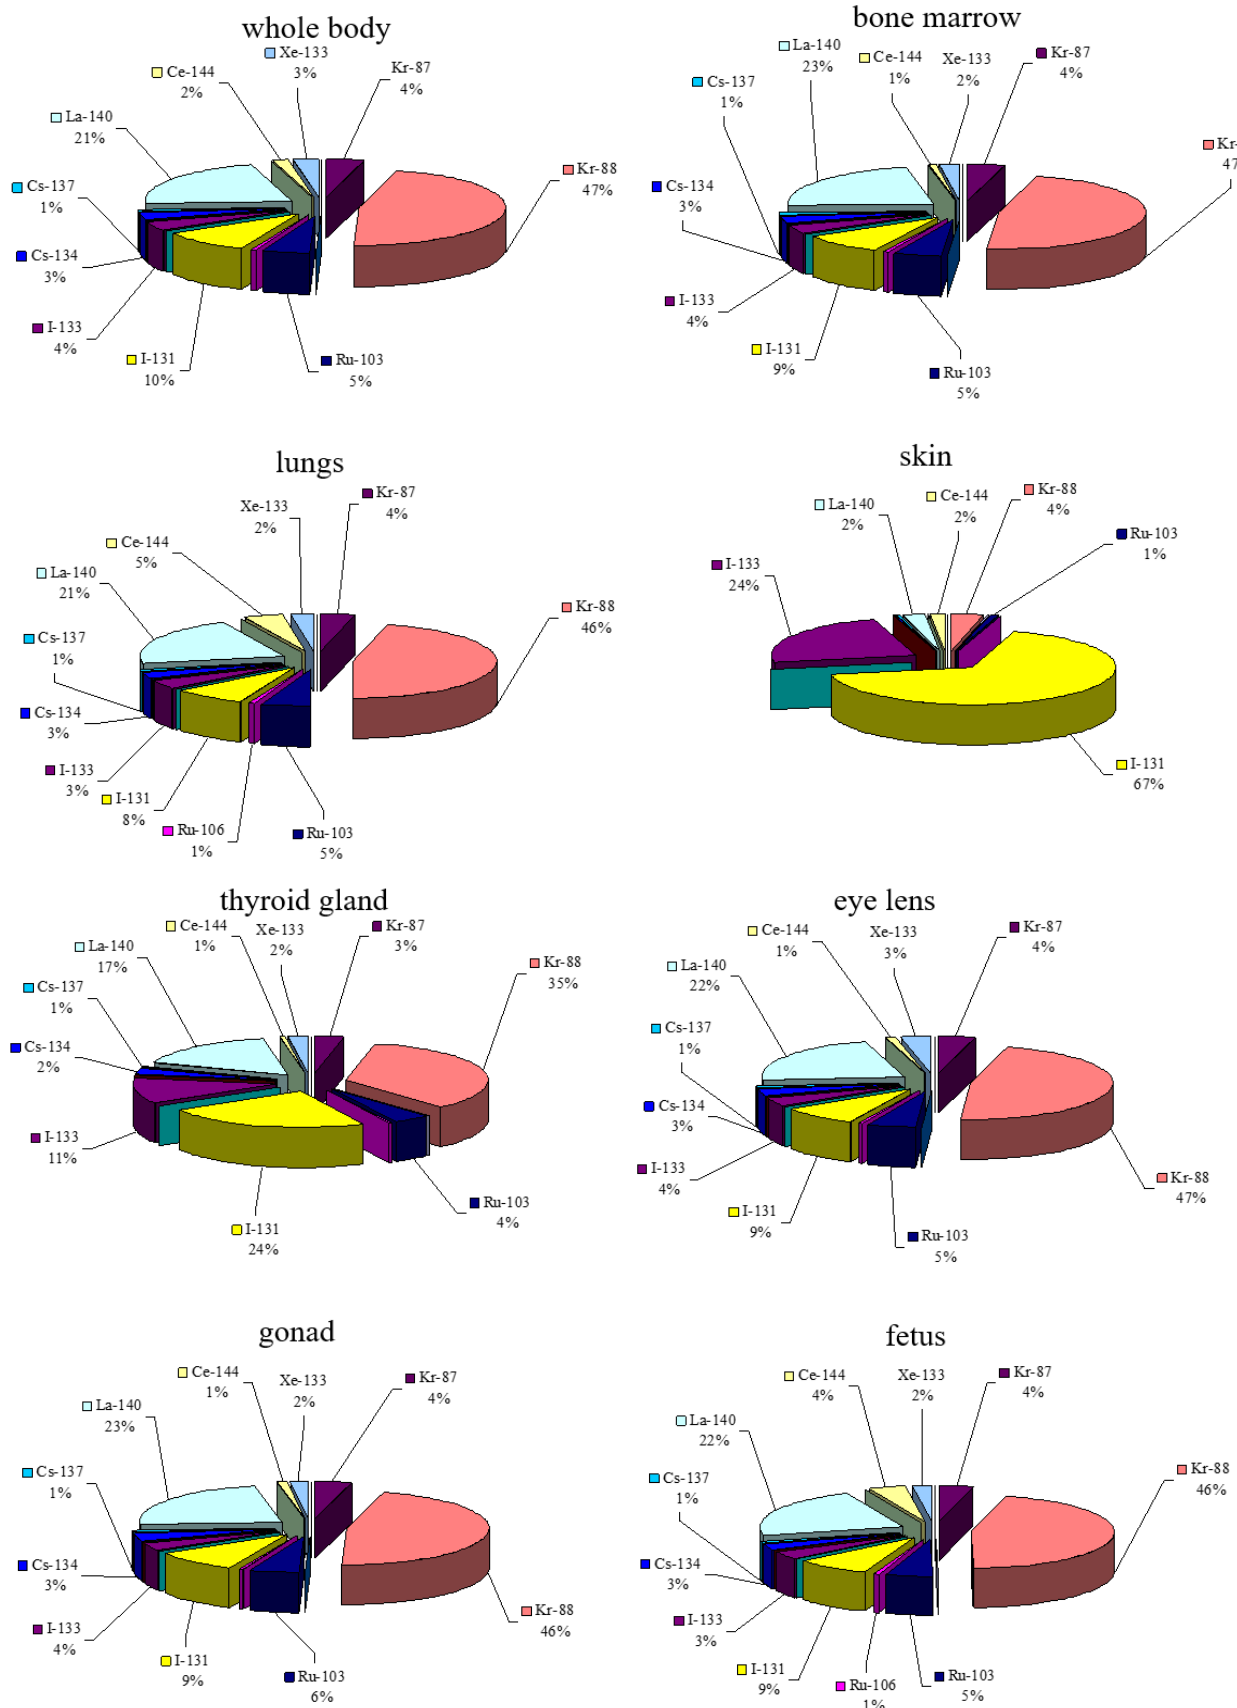 whole body
Xe-133
3%
Kr-87
4%
Ce-144
2%
La-140
21%
Kr-88
47%
Cs-137
1%
Cs-134
3%
I-133
4%
I-131
10%
Ru-103
5%
bone marrow
La-140
23%
Ce-144
1%
Xe-133
2%
Kr-87
4%
Cs-137
1%
Kr-
47
Cs-134
3%
I-133
4%
I-131
9%
Ru-103
5%
lungs
Xe-133
2%
Kr-87
4%
Ce-144
5%
La-140
21%
Kr-88
46%
Cs-137
1%
Cs-134
3%
I-133
3%
I-131
8%
Ru-106
1%
Ru-103
5%
skin
La-140
2%
Ce-144
2%
Kr-88
4%
Ru-103
1%
I-133
24%
I-131
67%
thyroid gland
Ce-144
1%
Xe-133
2%
Kr-87
3%
La-140
17%
Kr-88
35%
Cs-137
1%
Cs-134
2%
I-133
11%
I-131
24%
Ru-103
4%
eye lens
Ce-144
1%
Xe-133
3%
Kr-87
4%
La-140
22%
Cs-137
1%
Cs-134
3%
I-133
4%
I-131
9%
Ru-103
5%
Kr-88
47%
gonad
Ce-144
1%
Xe-133
2%
Kr-87
4%
La-140
23%
Cs-137
1%
Cs-134
3%
I-133
4%
I-131
9%
Ru-103
6%
Kr-88
46%
fetus
Ce-144
4%
Xe-133
2%
Kr-87
4%
La-140
22%
Cs-137
1%
Kr-88
46%
Cs-134
3%
I-133
3%
I-131
9%
Ru-106
1%
Ru-103
5%